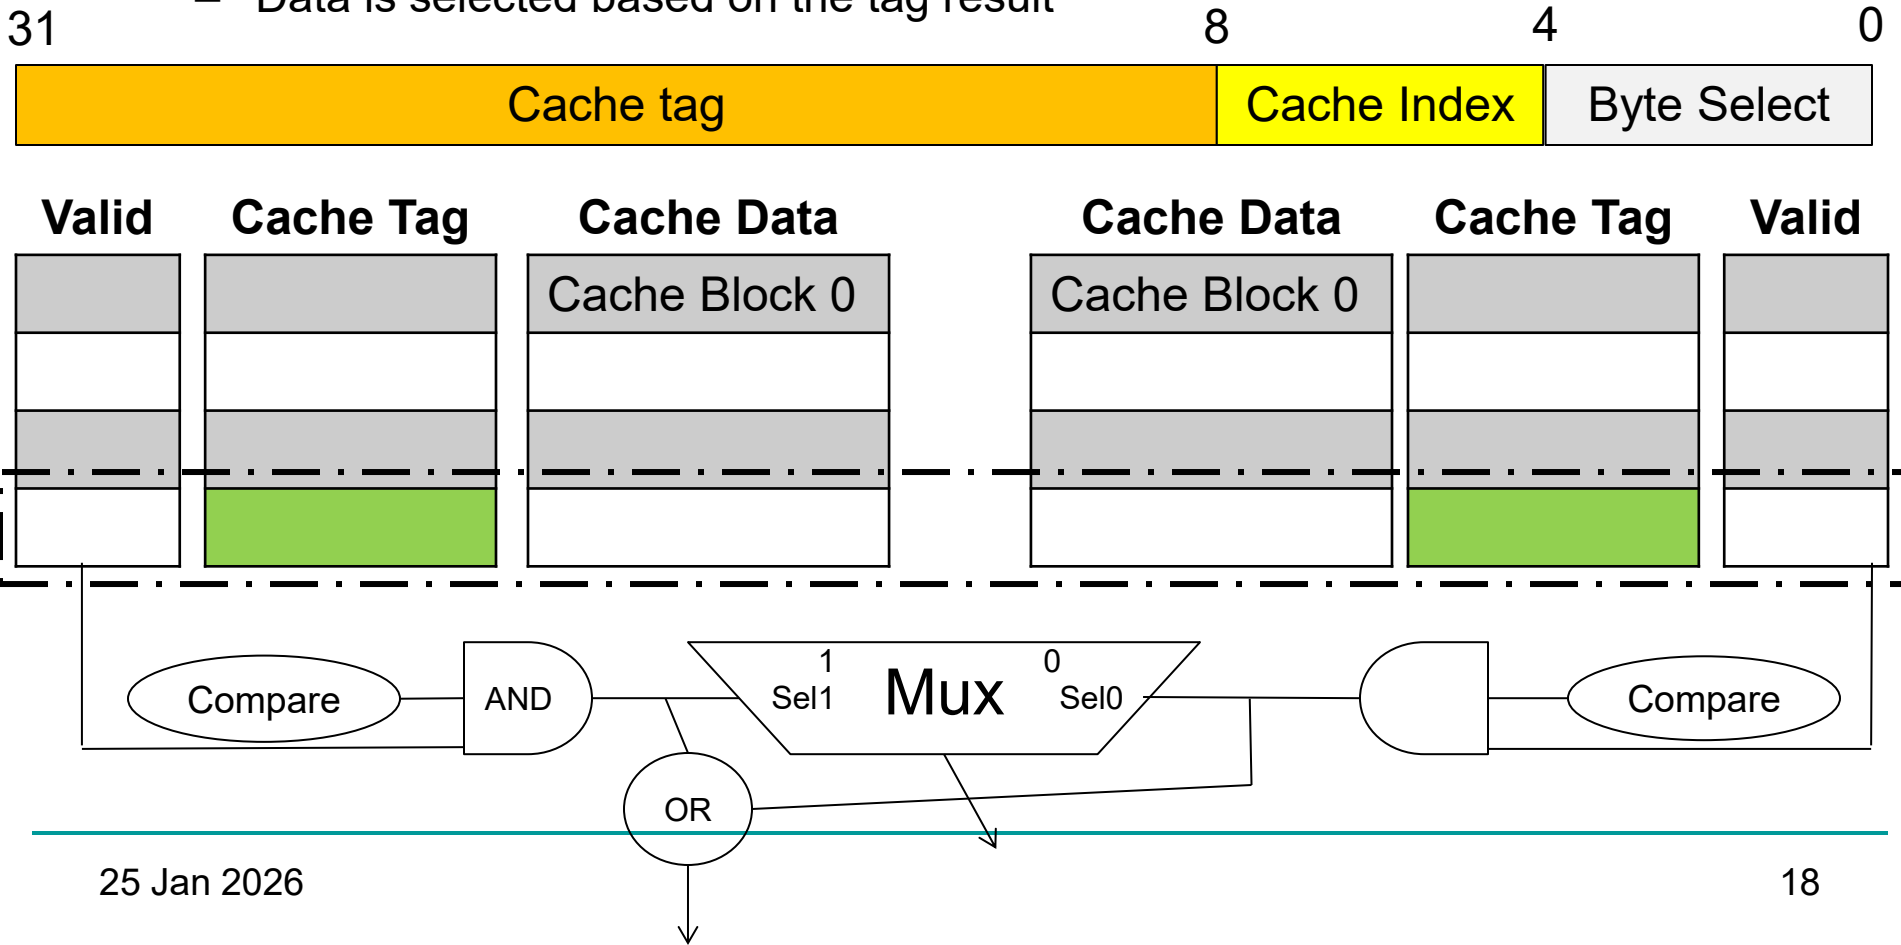 – Data is selected based on the tag result
31 8 4 0
Cache tag Cache Index Byte Select
Valid Cache Tag Cache Data Cache Data Cache Tag Valid
Cache Block 0 Cache Block 0
1 0
Compare AND Sel1 Mux Sel0 Compare
OR
25 Jan 2026 18